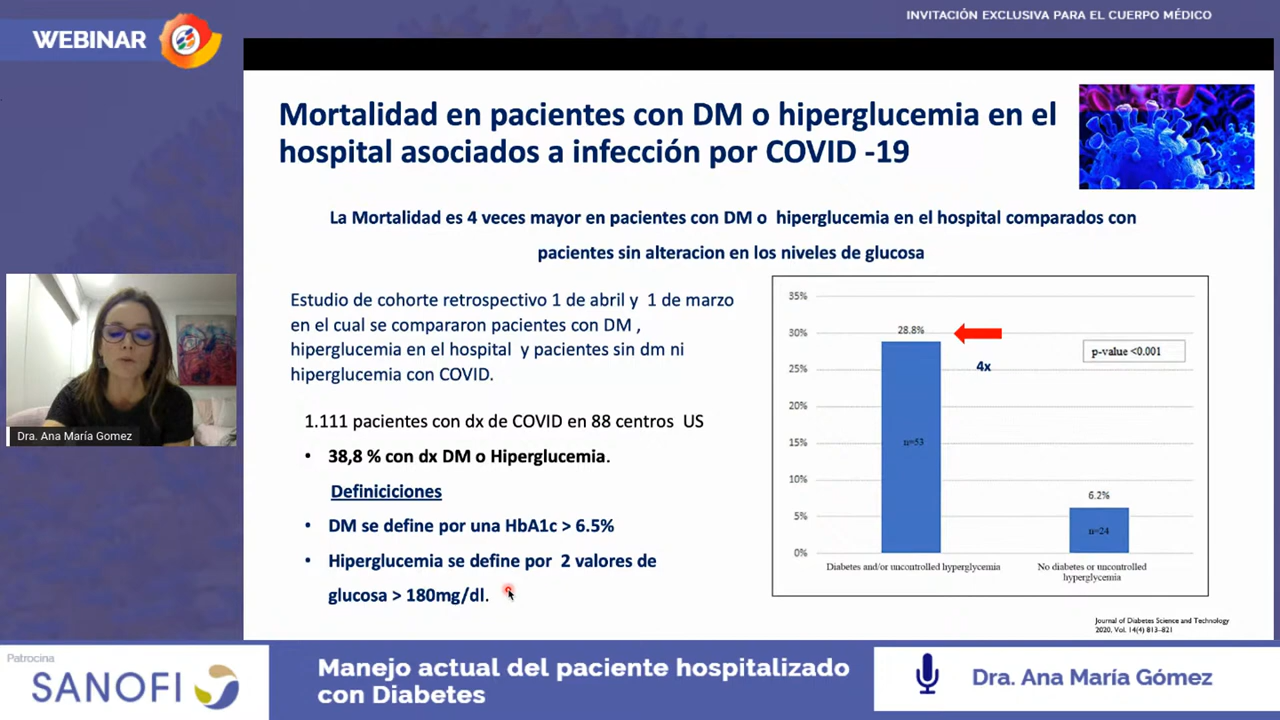 INVITACIÓN EXCLUSIVA PARA EL CUERPO MÉDICO
WEBINAR
Mortalidad en pacientes con DM o hiperglucemia en el
hospital asociados a infección por COVID -19
La Mortalidad es 4 veces mayor en pacientes con DM o hiperglucemia en el hospital comparados con
pacientes sin alteracion en los niveles de glucosa
Estudio de cohorte retrospectivo 1 de abril y 1 de marzo
en el cual se compararon pacientes con DM ,
hiperglucemia en el hospital y pacientes sin dm ni
hiperglucemia con COVID.
1.111 pacientes con dx de COVID en 88 centros US
• 38,8 % con dx DM o Hiperglucemia.
Definiciciones
• DM se define por una HbA1c > 6.5%
• Hiperglucemia se define por 2 valores de
glucosa > 180mg/dl.
35%
30%
25%
20%
15%
10%
5%
0%
28.8%
4x
p-value <0.001
n=53
6.2%
n=24
Diabetes and/or uncontrolled hyperglycemia
No diabetes or uncontrolled
hyperglycemia
Journal of Diabetes Science and Technology
2020, Vol. 14(4) 813–821
Dra. Ana María Gomez
Patrocina
SANOFI
Manejo actual del paciente hospitalizado
con Diabetes
Dra. Ana María Gómez